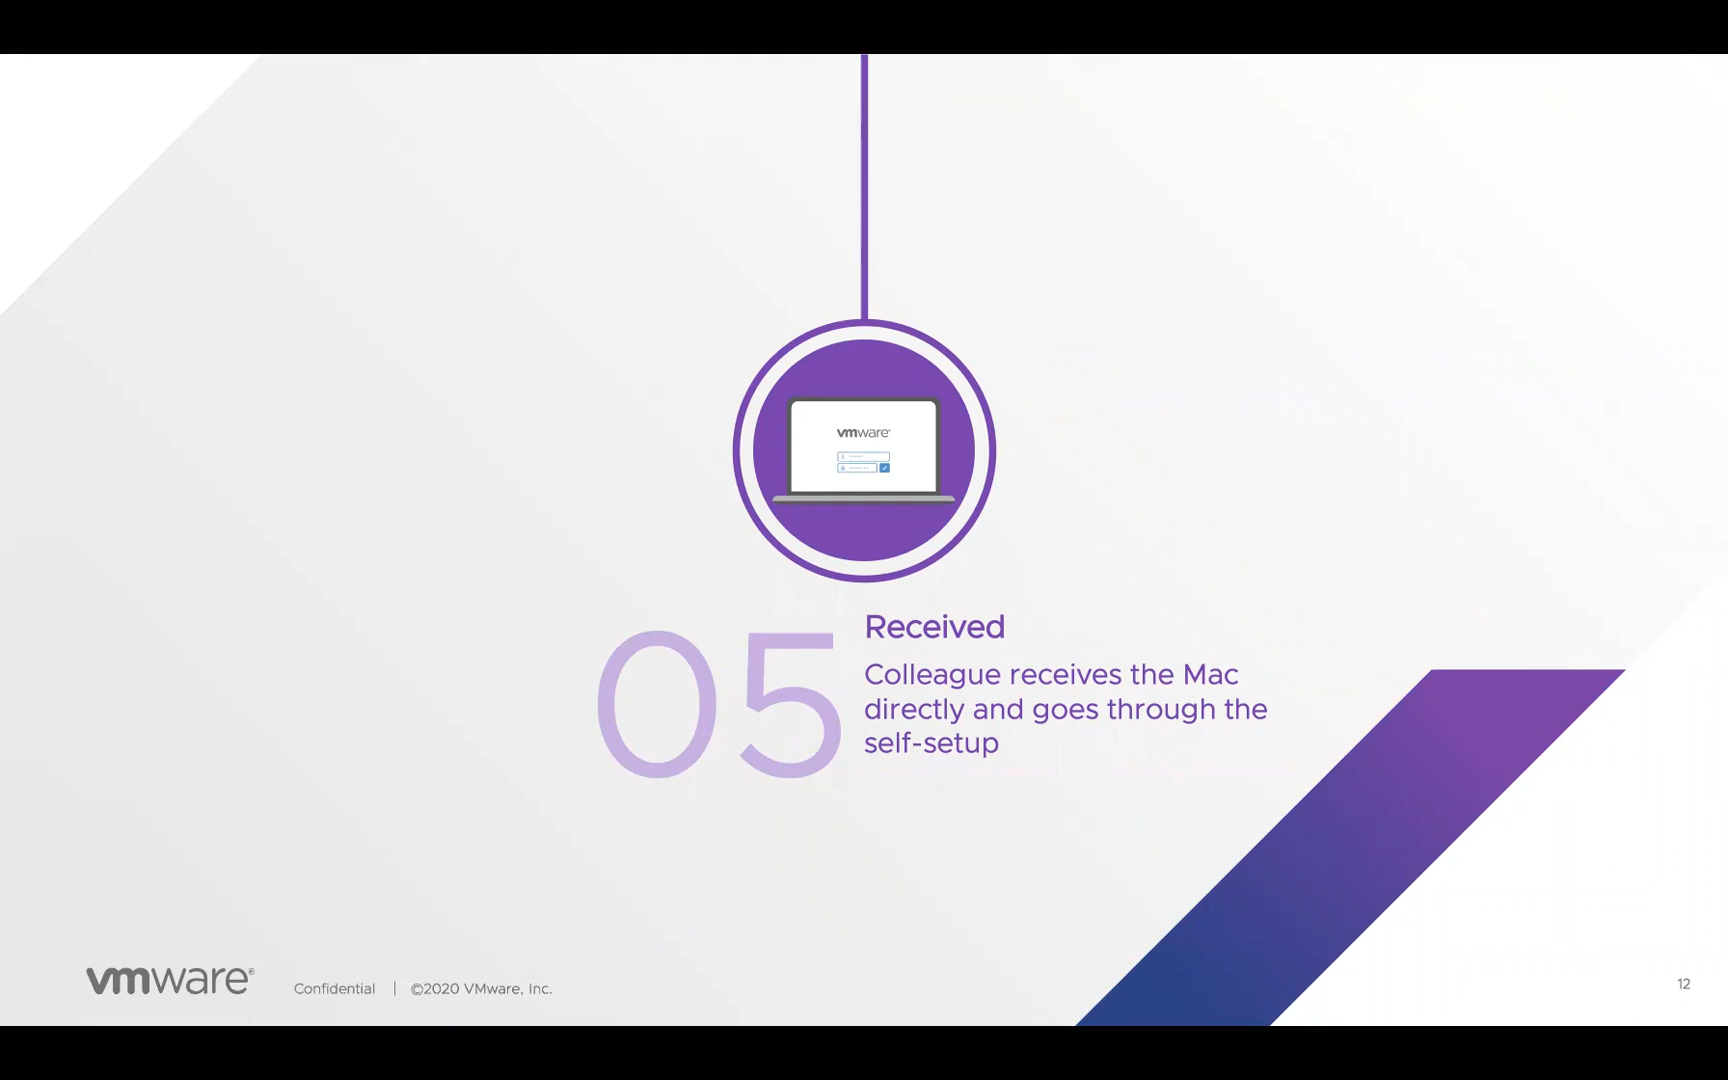 vmware
05
Received
Colleague receives the Mac
directly and goes through the
self-setup
vmware®
Confidential | ©2020 VMware, Inc.
12